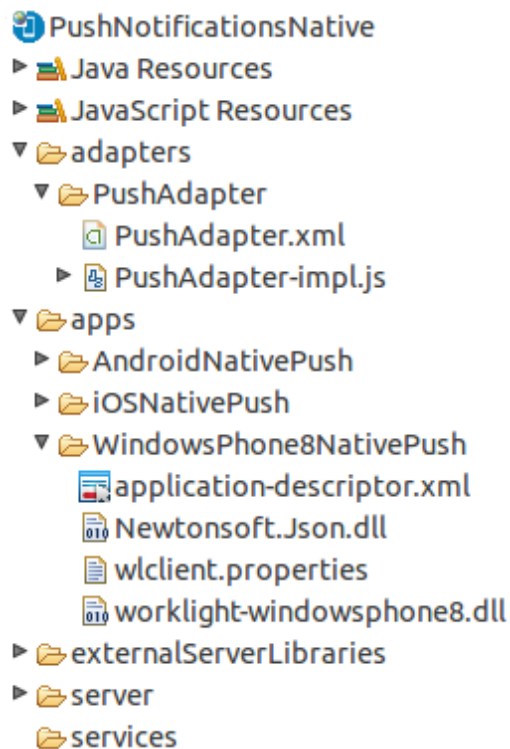 PushNotificationsNative
Java Resources
JavaScript Resources
adapters
PushAdapter
PushAdapter.xml
PushAdapter-impl.js
apps
AndroidNativePush
iOSNativePush
WindowsPhone8NativePush
application-descriptor.xml
Newtonsoft.Json.dll
wlclient.properties
worklight-windowsphone8.dll
externalServerLibraries
server
services